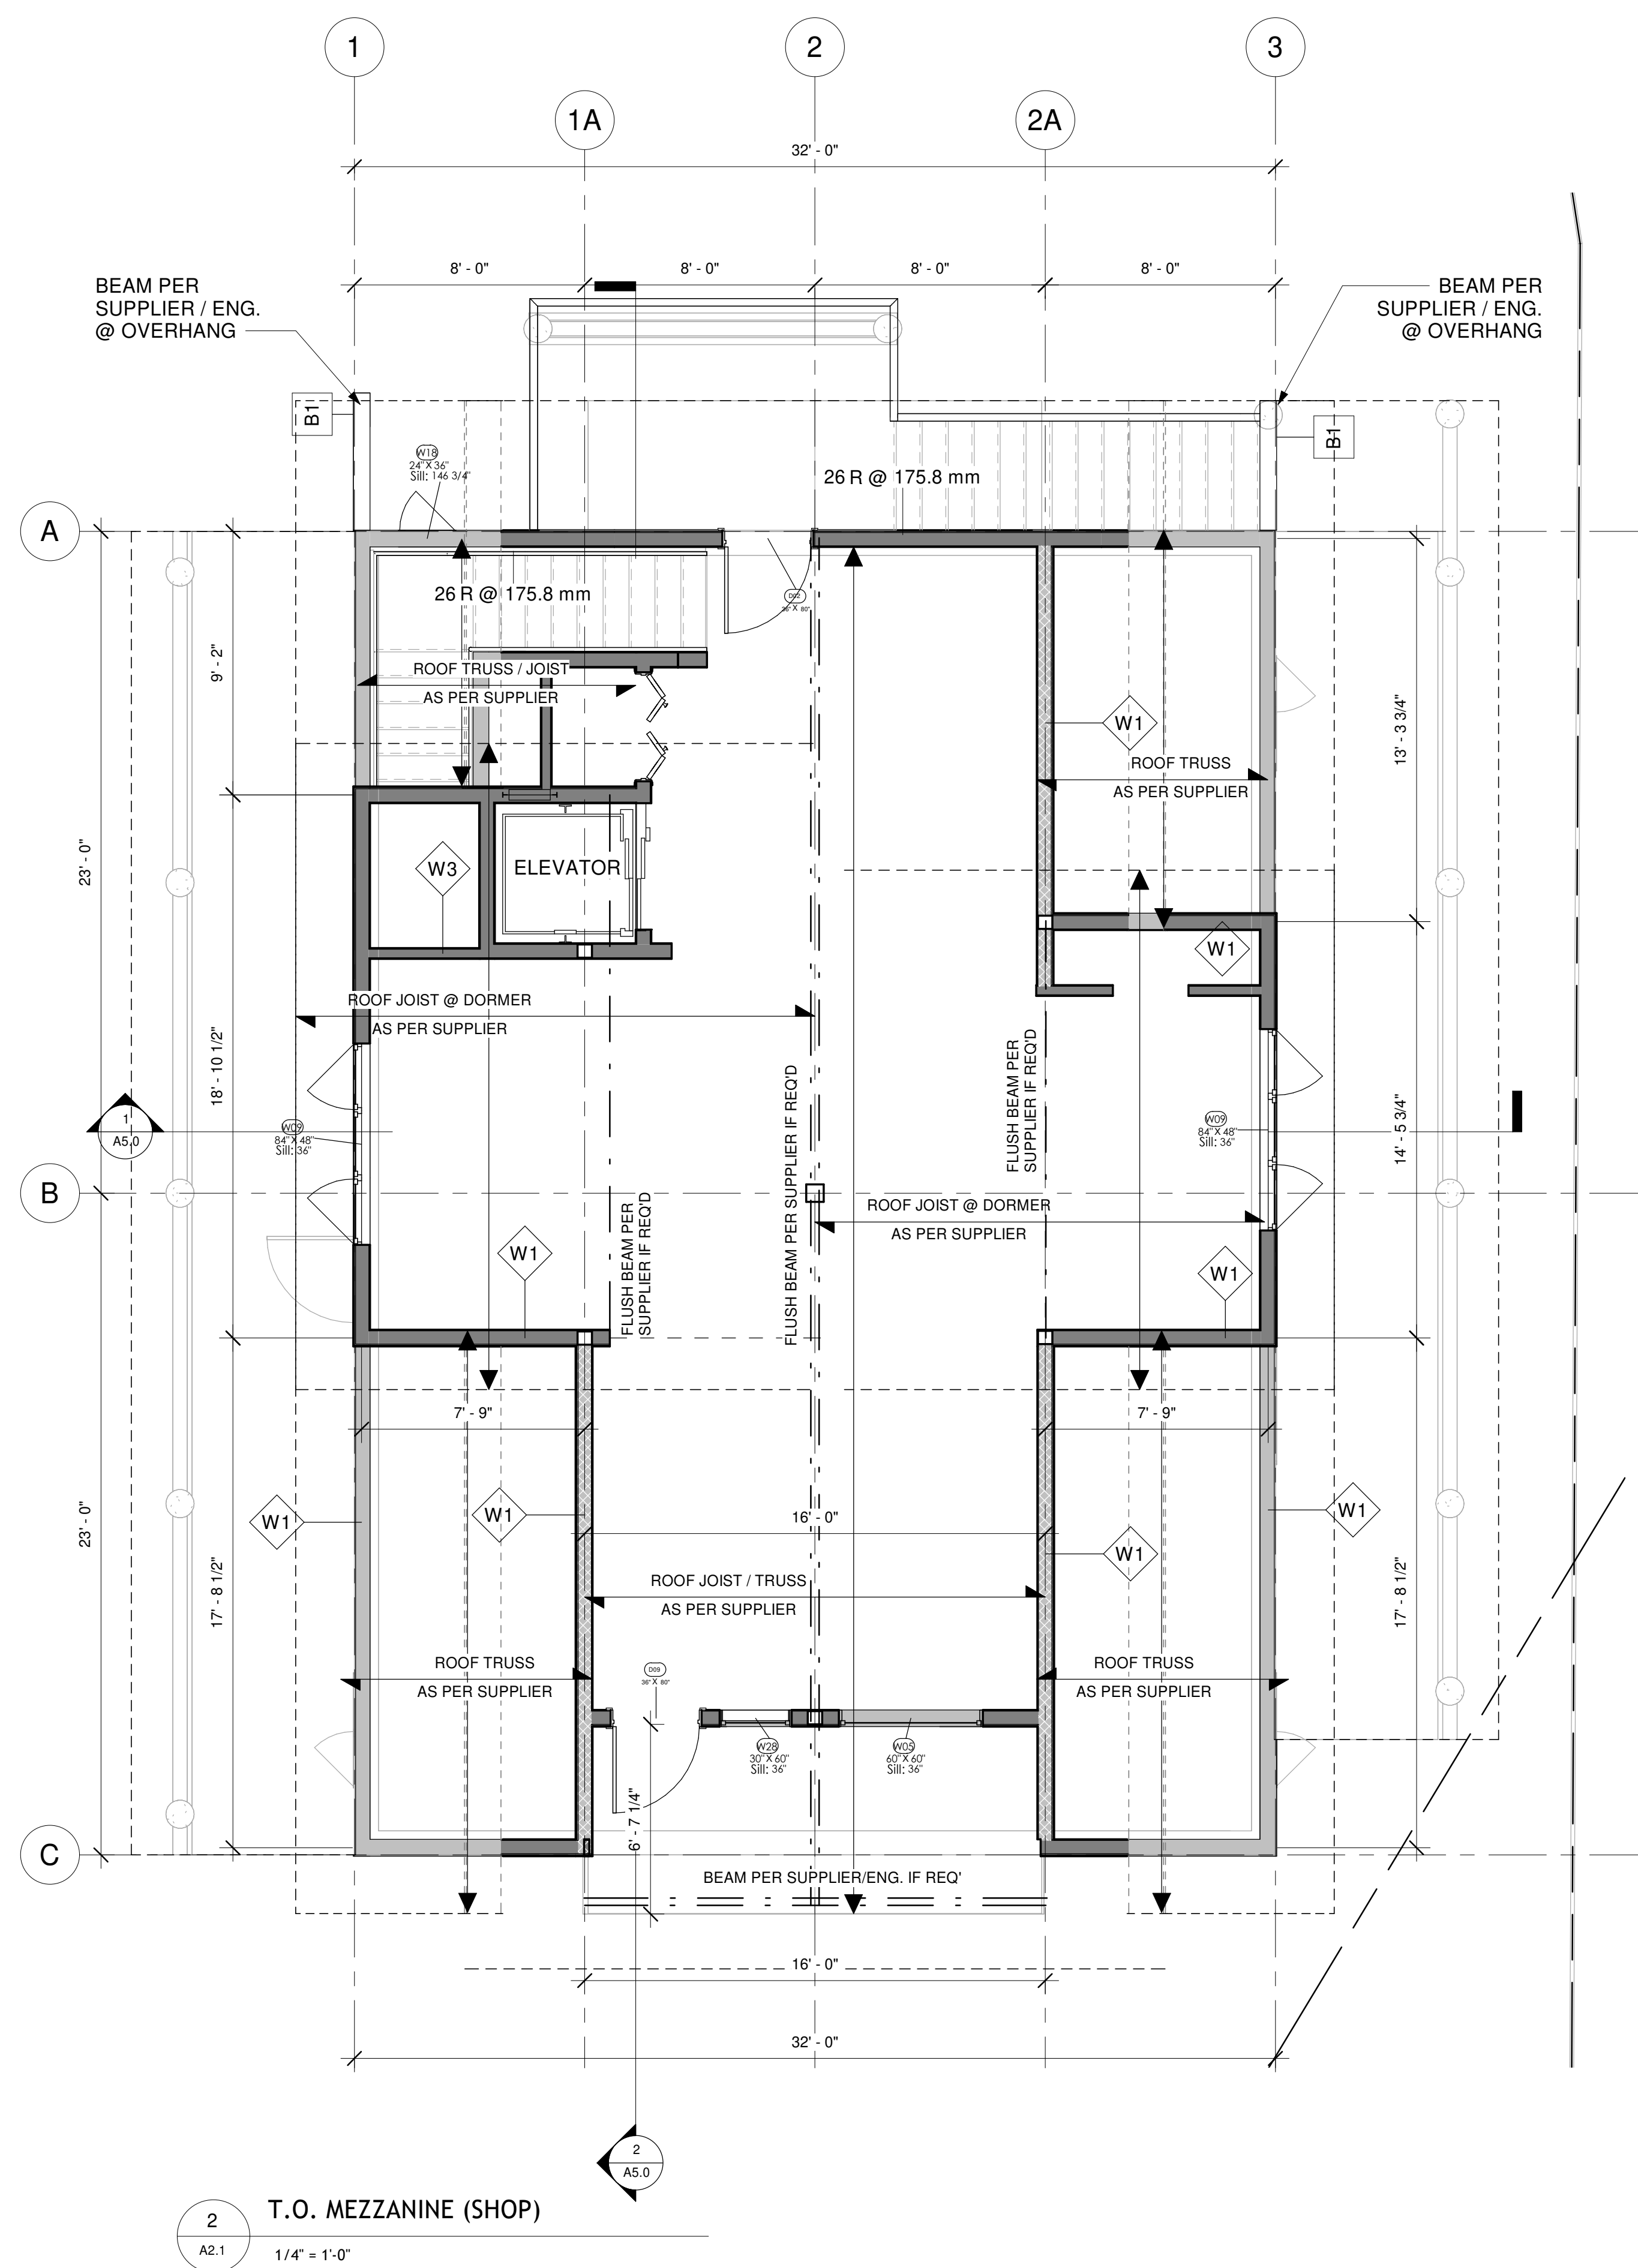 1
2
3
1A
2A
32' - 0"
8' - 0"
8' - 0"
8' - 0"
8' - 0"
BEAM PER
SUPPLIER / ENG.
@ OVERHANG
BEAM PER
SUPPLIER / ENG.
@ OVERHANG
B1
B1
W18
24" X 36"
Sill: 146 3/4"
26 R @ 175.8 mm
A
26 R @ 175.8 mm
D02
36" X 80"
9' - 2"
ROOF TRUSS / JOIST
AS PER SUPPLIER
W1
13' - 3 3/4"
ROOF TRUSS
AS PER SUPPLIER
23' - 0"
W3
ELEVATOR
W1
ROOF JOIST @ DORMER
AS PER SUPPLIER
18' - 10 1/2"
FLUSH BEAM PER
SUPPLIER IF REQ'D
1
A5.0
W09
84" X 48"
Sill: 36"
W09
84" X 48"
Sill: 36"
14' - 5 3/4"
FLUSH BEAM PER SUPPLIER IF REQ'D
B
ROOF JOIST @ DORMER
AS PER SUPPLIER
FLUSH BEAM PER
SUPPLIER IF REQ'D
W1
W1
7' - 9"
7' - 9"
23' - 0"
W1
W1
16' - 0"
W1
W1
17' - 8 1/2"
17' - 8 1/2"
ROOF JOIST / TRUSS
AS PER SUPPLIER
ROOF TRUSS
AS PER SUPPLIER
D09
36" X 80"
ROOF TRUSS
AS PER SUPPLIER
W28
30" X 60"
Sill: 36"
W05
60" X 60"
Sill: 36"
6' - 7 1/4"
C
BEAM PER SUPPLIER/ENG. IF REQ'
16' - 0"
32' - 0"
2
A5.0
2
A2.1
T.O. MEZZANINE (SHOP)
1/4" = 1'-0"